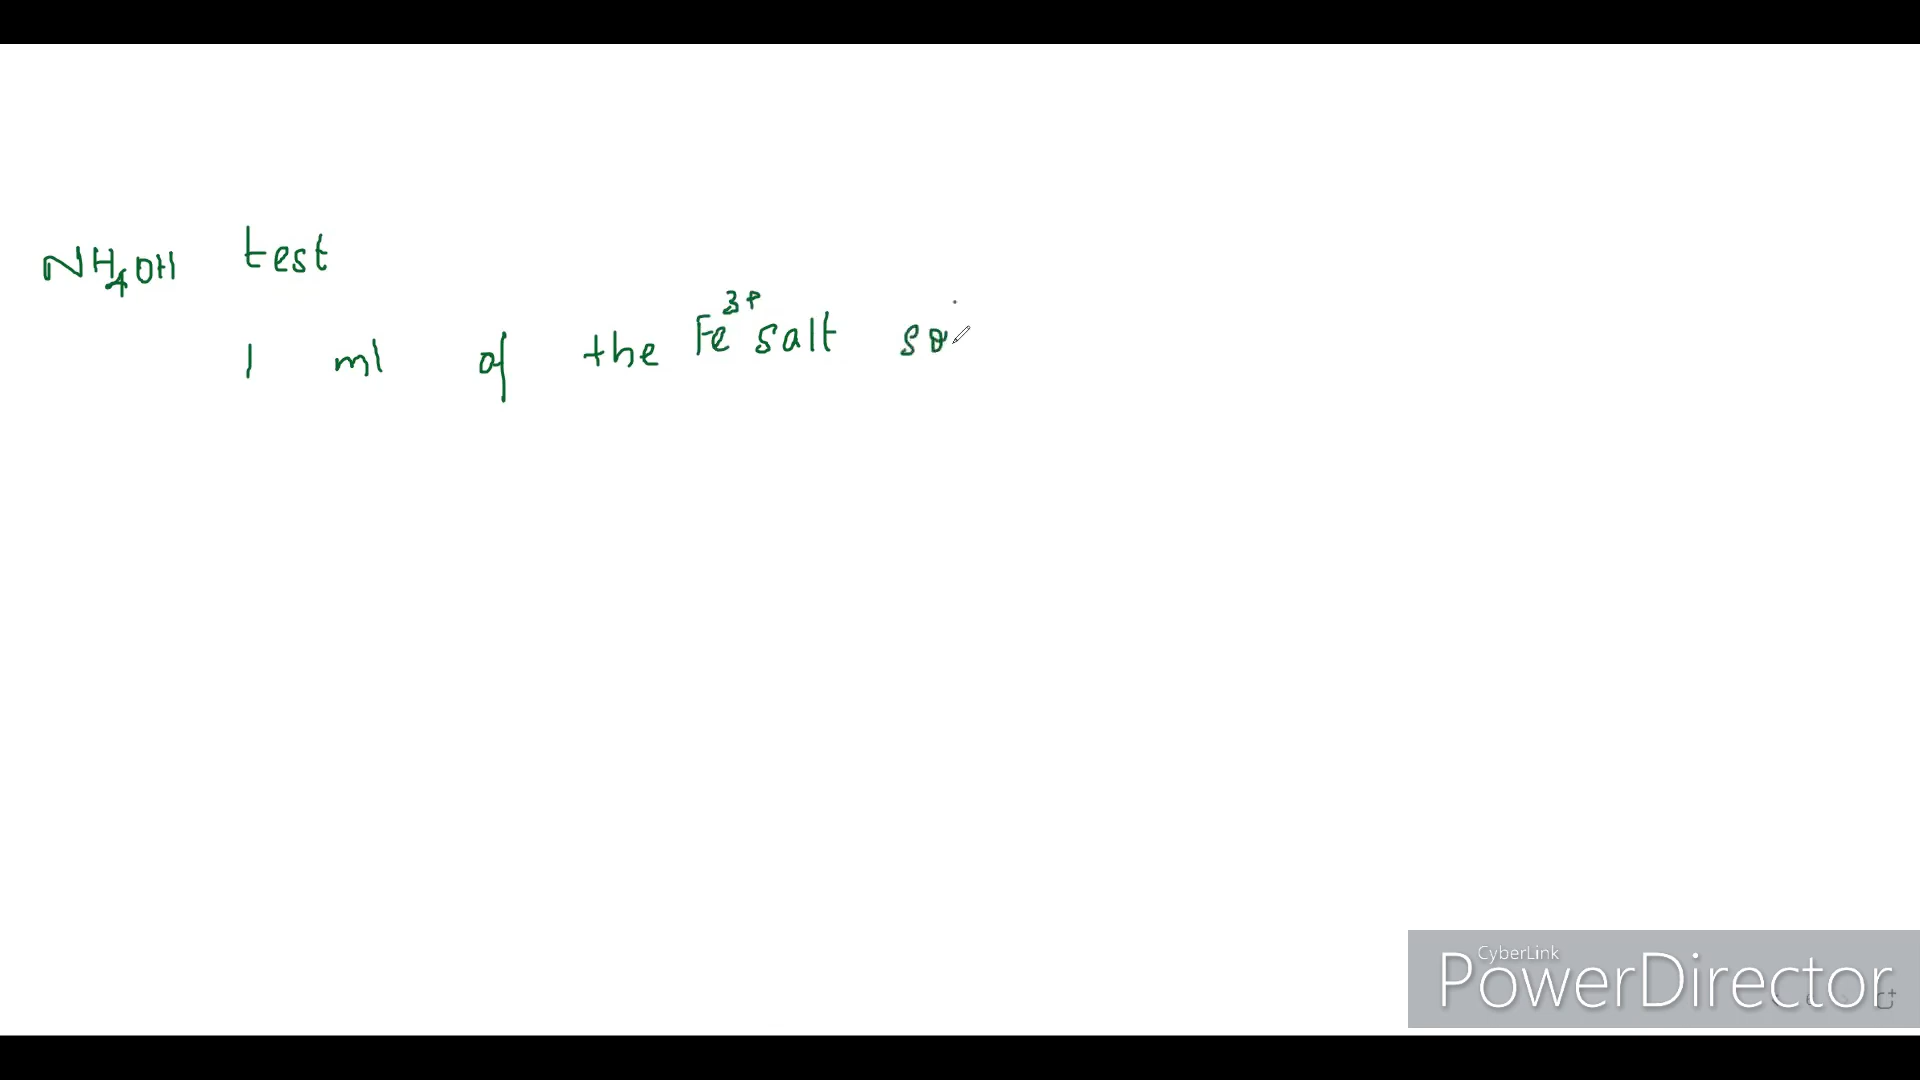 NH₄OH test
1 ml of the Fe³⁺ salt so
CyberLink
PowerDirector